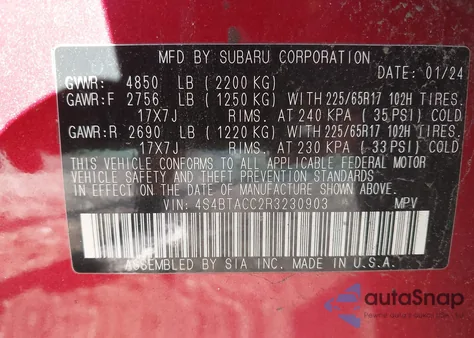 MFD BY SUBARU CORPORATION
DATE: 01/24
GVWR: 4850 LB (2200 KG)
GAWR:F 2756 LB (1250 KG) WITH 225/65R17 102H TIRES.
17X7J RIMS. AT 240 KPA (35 PSI) COLD
GAWR:R 2690 LB (1220 KG) WITH 225/65R17 102H TIRES.
17X7J RIMS. AT 230 KPA (33 PSI) COLD
THIS VEHICLE CONFORMS TO ALL APPLICABLE FEDERAL MOTOR
VEHICLE SAFETY AND THEFT PREVENTION STANDARDS
IN EFFECT ON THE DATE OF MANUFACTURE SHOWN ABOVE.
VIN: 4S4BTACC2R3230903 MPV
ASSEMBLED BY SIA INC. MADE IN U.S.A.
autoSnap